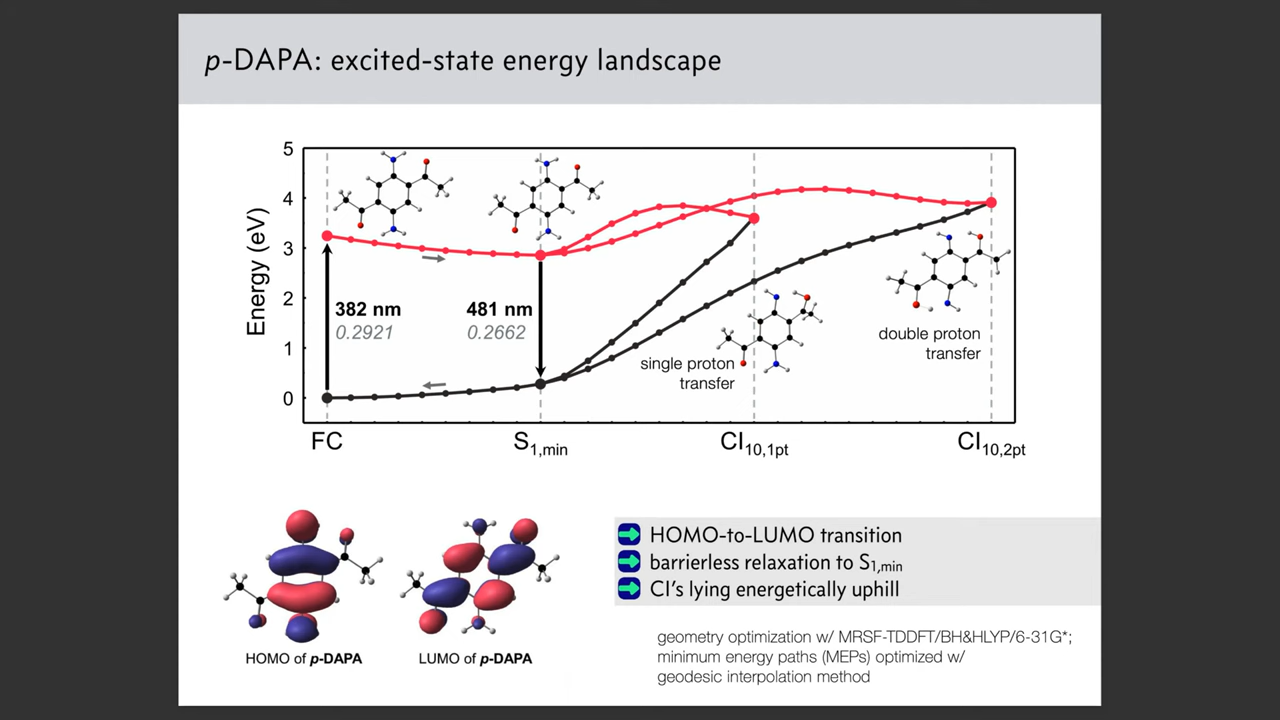 p-DAPA: excited-state energy landscape
Energy (eV)
5
4
3
2
1
0
382 nm
0.2921
481 nm
0.2662
single proton
transfer
double proton
transfer
FC
S1,min
CI10,1pt
CI10,2pt
HOMO of p-DAPA
LUMO of p-DAPA
HOMO-to-LUMO transition
barrierless relaxation to S1,min
CI's lying energetically uphill
geometry optimization w/ MRSF-TDDFT/BH&HLYP/6-31G*;
minimum energy paths (MEPs) optimized w/
geodesic interpolation method